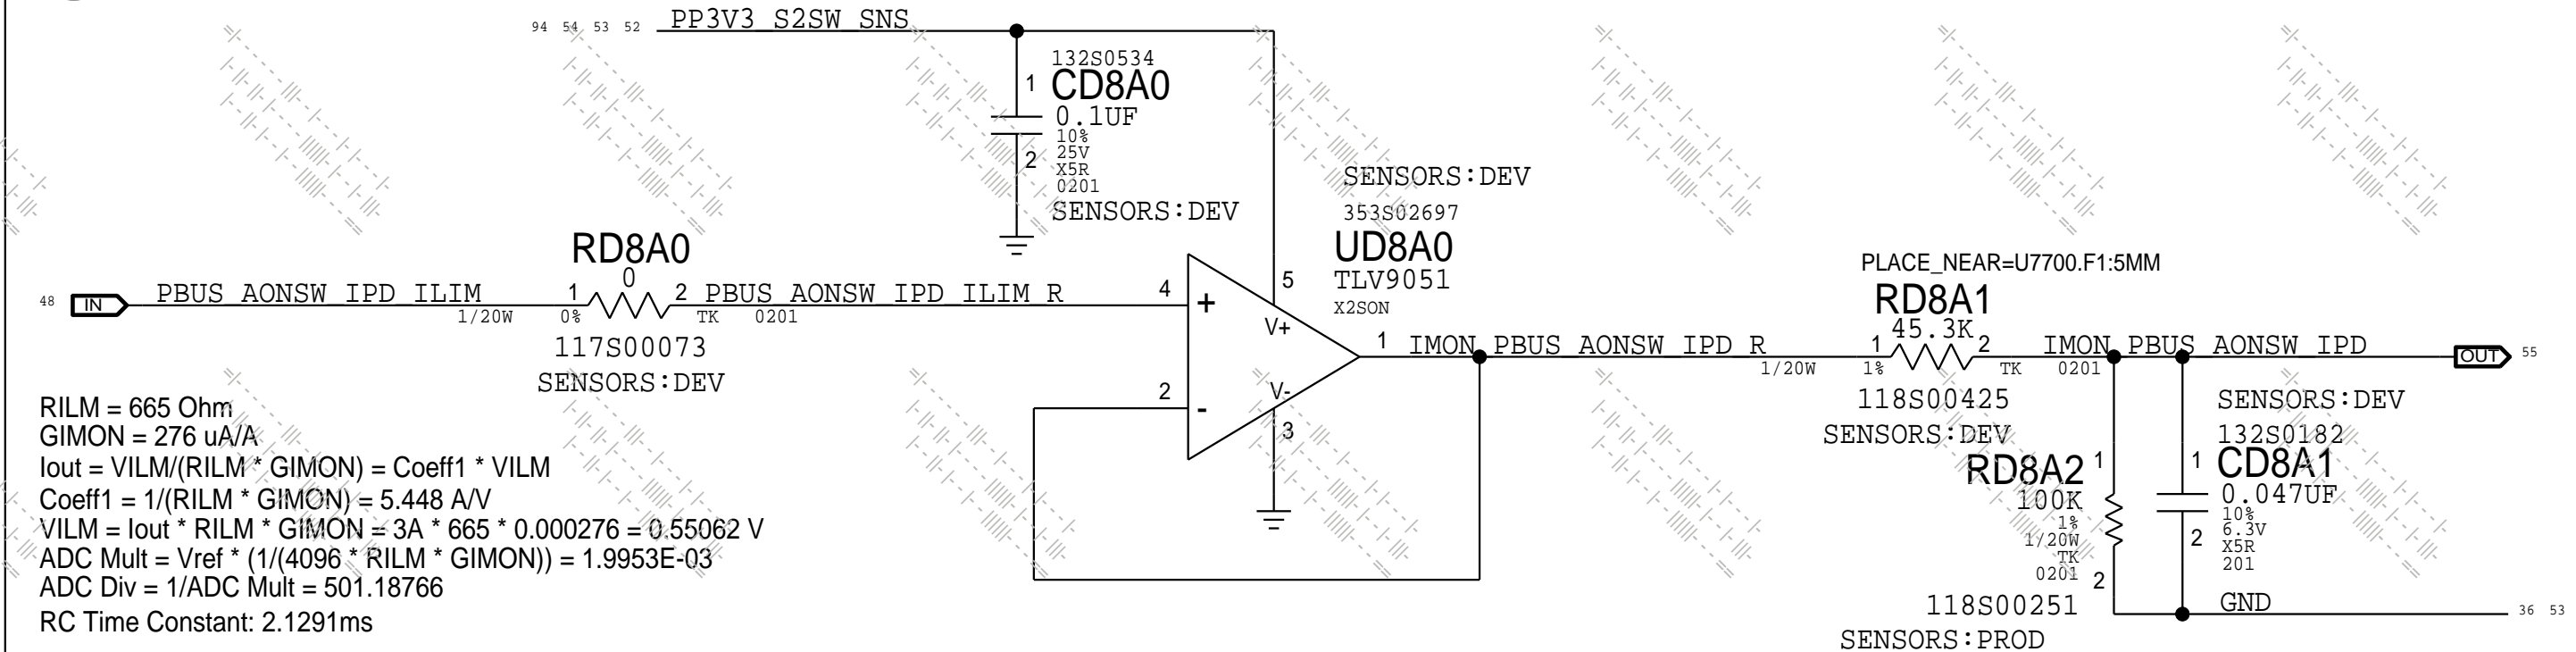 94 54 53 52 PP3V3_S2SW_SNS
132S0534
1
CD8A0
0.1UF
10%
25V
2
X5R
0201
SENSORS:DEV
SENSORS:DEV
353S02697
UD8A0
TLV9051
X2SON
RD8A0
0
48 IN PBUS_AONSW_IPD_ILIM 1 2 PBUS_AONSW_IPD_ILIM_R 4 + 5
1/20W 0% TK 0201
117S00073
SENSORS:DEV
V+
V-
2 -
3
PLACE_NEAR=U7700.F1:5MM
RD8A1
45.3K
1 IMON_PBUS_AONSW_IPD_R 1 2 IMON_PBUS_AONSW_IPD OUT 55
1/20W 1% TK 0201
118S00425
SENSORS:DEV
SENSORS:DEV
132S0182
RD8A2 1
100K
1%
1/20W
TK
0201 2
118S00251
SENSORS:PROD
1 CD8A1
0.047UF
10%
6.3V
2 X5R
201
GND 36 53
RILM = 665 Ohm
GIMON = 276 uA/A
Iout = VILM/(RILM * GIMON) = Coeff1 * VILM
Coeff1 = 1/(RILM * GIMON) = 5.448 A/V
VILM = Iout * RILM * GIMON = 3A * 665 * 0.000276 = 0.55062 V
ADC Mult = Vref * (1/(4096 * RILM * GIMON)) = 1.9953E-03
ADC Div = 1/ADC Mult = 501.18766
RC Time Constant: 2.1291ms